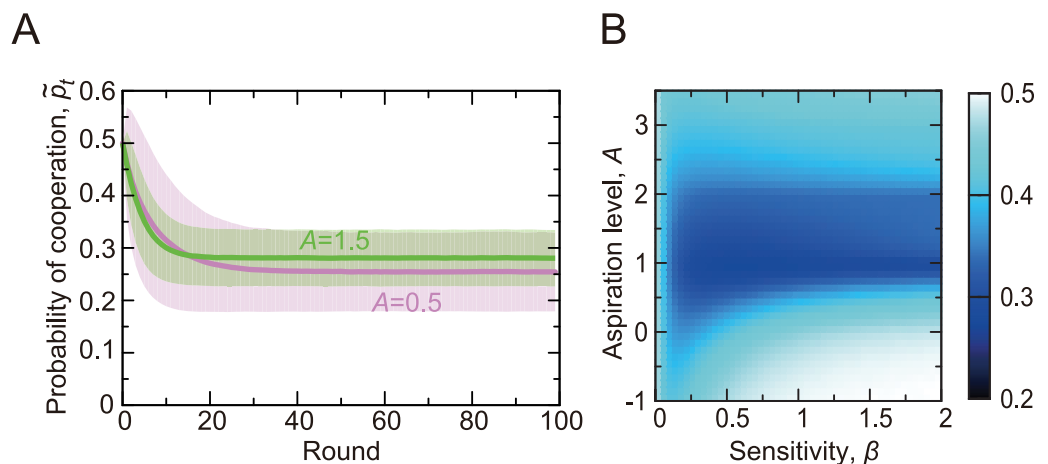 A
Probability of cooperation, p̃t
0.6
0.5
0.4
0.3
0.2
0.1
0
A=1.5
A=0.5
0 20 40 60 80 100
Round
B
Aspiration level, A
3
2
1
0
-1
0 0.5 1 1.5 2
Sensitivity, β
0.5
0.4
0.3
0.2